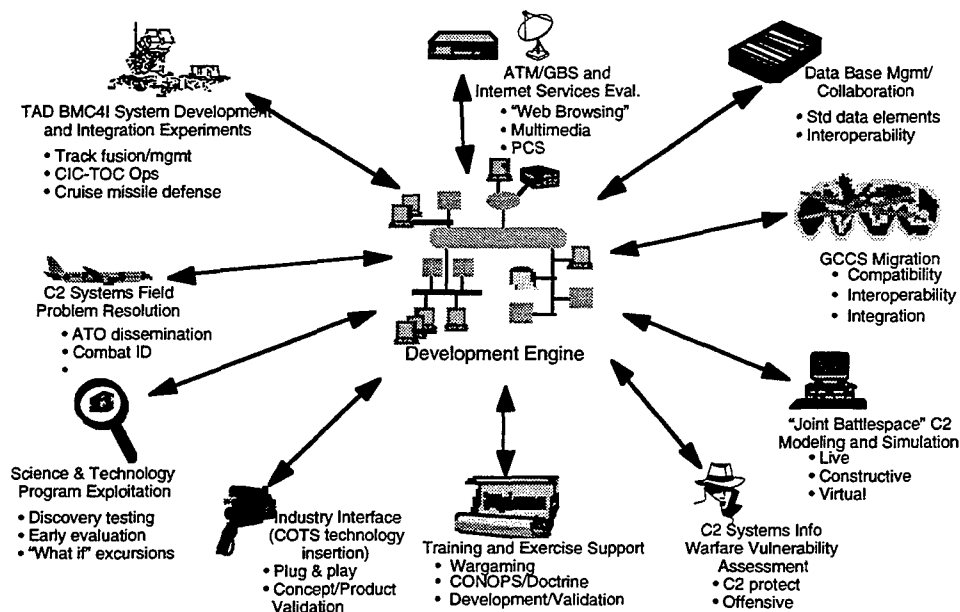 TAD BMC4I System Development
and Integration Experiments
• Track fusion/mgmt
• CIC-TOC Ops
• Cruise missile defense
ATM/GBS and
Internet Services Eval.
• "Web Browsing"
• Multimedia
• PCS
Data Base Mgmt/
Collaboration
• Std data elements
• Interoperability
GCCS Migration
• Compatibility
• Interoperability
• Integration
C2 Systems Field
Problem Resolution
• ATO dissemination
• Combat ID
•
Development Engine
"Joint Battlespace" C2
Modeling and Simulation
• Live
• Constructive
• Virtual
Science & Technology
Program Exploitation
• Discovery testing
• Early evaluation
• "What if" excursions
Industry Interface
(COTS technology
insertion)
• Plug & play
• Concept/Product
Validation
Training and Exercise Support
• Wargaming
• CONOPS/Doctrine
• Development/Validation
C2 Systems Info
Warfare Vulnerability
Assessment
• C2 protect
• Offensive